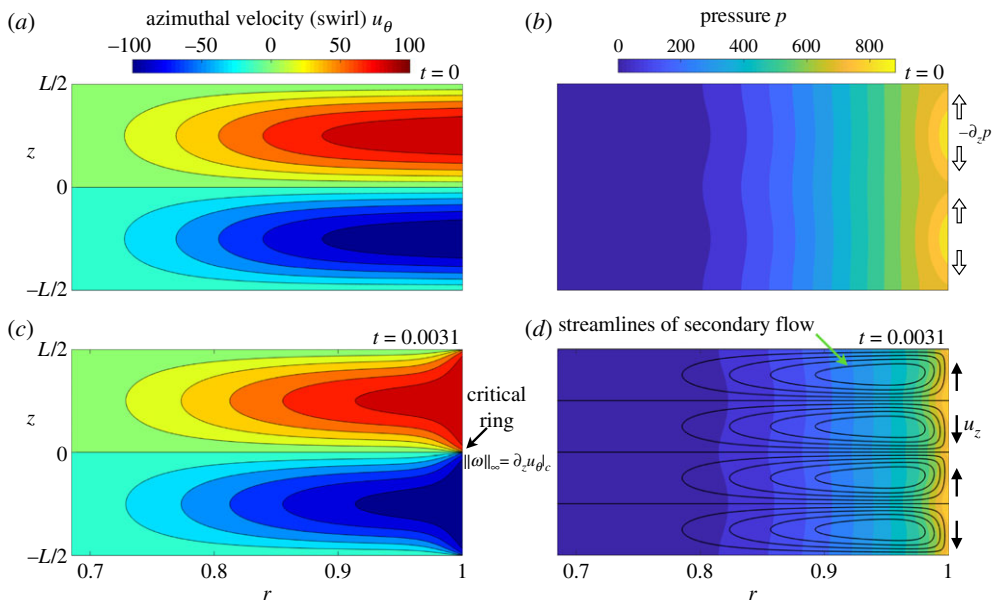 (a) azimuthal velocity (swirl) u_θ
−100 −50 0 50 100
t = 0
L/2
z
0
−L/2
(b) pressure p
0 200 400 600 800
t = 0
−∂_z p
(c) t = 0.0031
L/2
z
0
−L/2
critical
ring
||ω||_∞ = ∂_z u_θ|_c
0.7 0.8 0.9 1
r
(d) streamlines of secondary flow
t = 0.0031
u_z
0.7 0.8 0.9 1
r